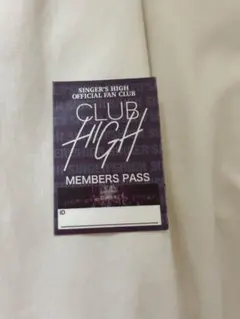 SINGER'S HIGH
OFFICIAL FAN CLUB
CLUB
HIGH
MEMBERS PASS
ID